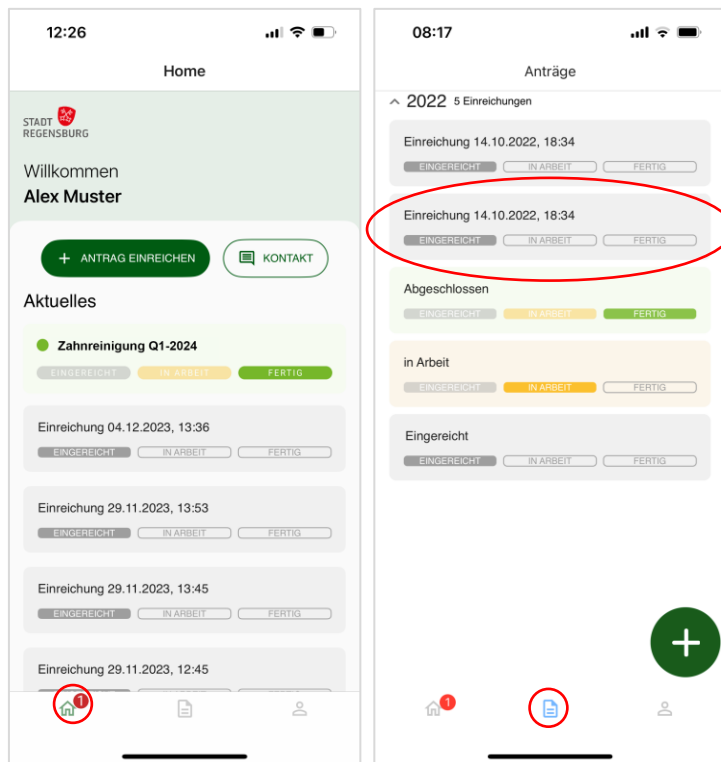 12:26
Home
STADT
REGENSBURG
Willkommen
Alex Muster
+ ANTRAG EINREICHEN
KONTAKT
Aktuelles
Zahnreinigung Q1-2024
EINGEREICHT IN ARBEIT FERTIG
Einreichung 04.12.2023, 13:36
EINGEREICHT IN ARBEIT FERTIG
Einreichung 29.11.2023, 13:53
EINGEREICHT IN ARBEIT FERTIG
Einreichung 29.11.2023, 13:45
EINGEREICHT IN ARBEIT FERTIG
Einreichung 29.11.2023, 12:45
1
08:17
Anträge
2022 5 Einreichungen
Einreichung 14.10.2022, 18:34
EINGEREICHT IN ARBEIT FERTIG
Einreichung 14.10.2022, 18:34
EINGEREICHT IN ARBEIT FERTIG
Abgeschlossen
EINGEREICHT IN ARBEIT FERTIG
in Arbeit
EINGEREICHT IN ARBEIT FERTIG
Eingereicht
EINGEREICHT IN ARBEIT FERTIG
+
1